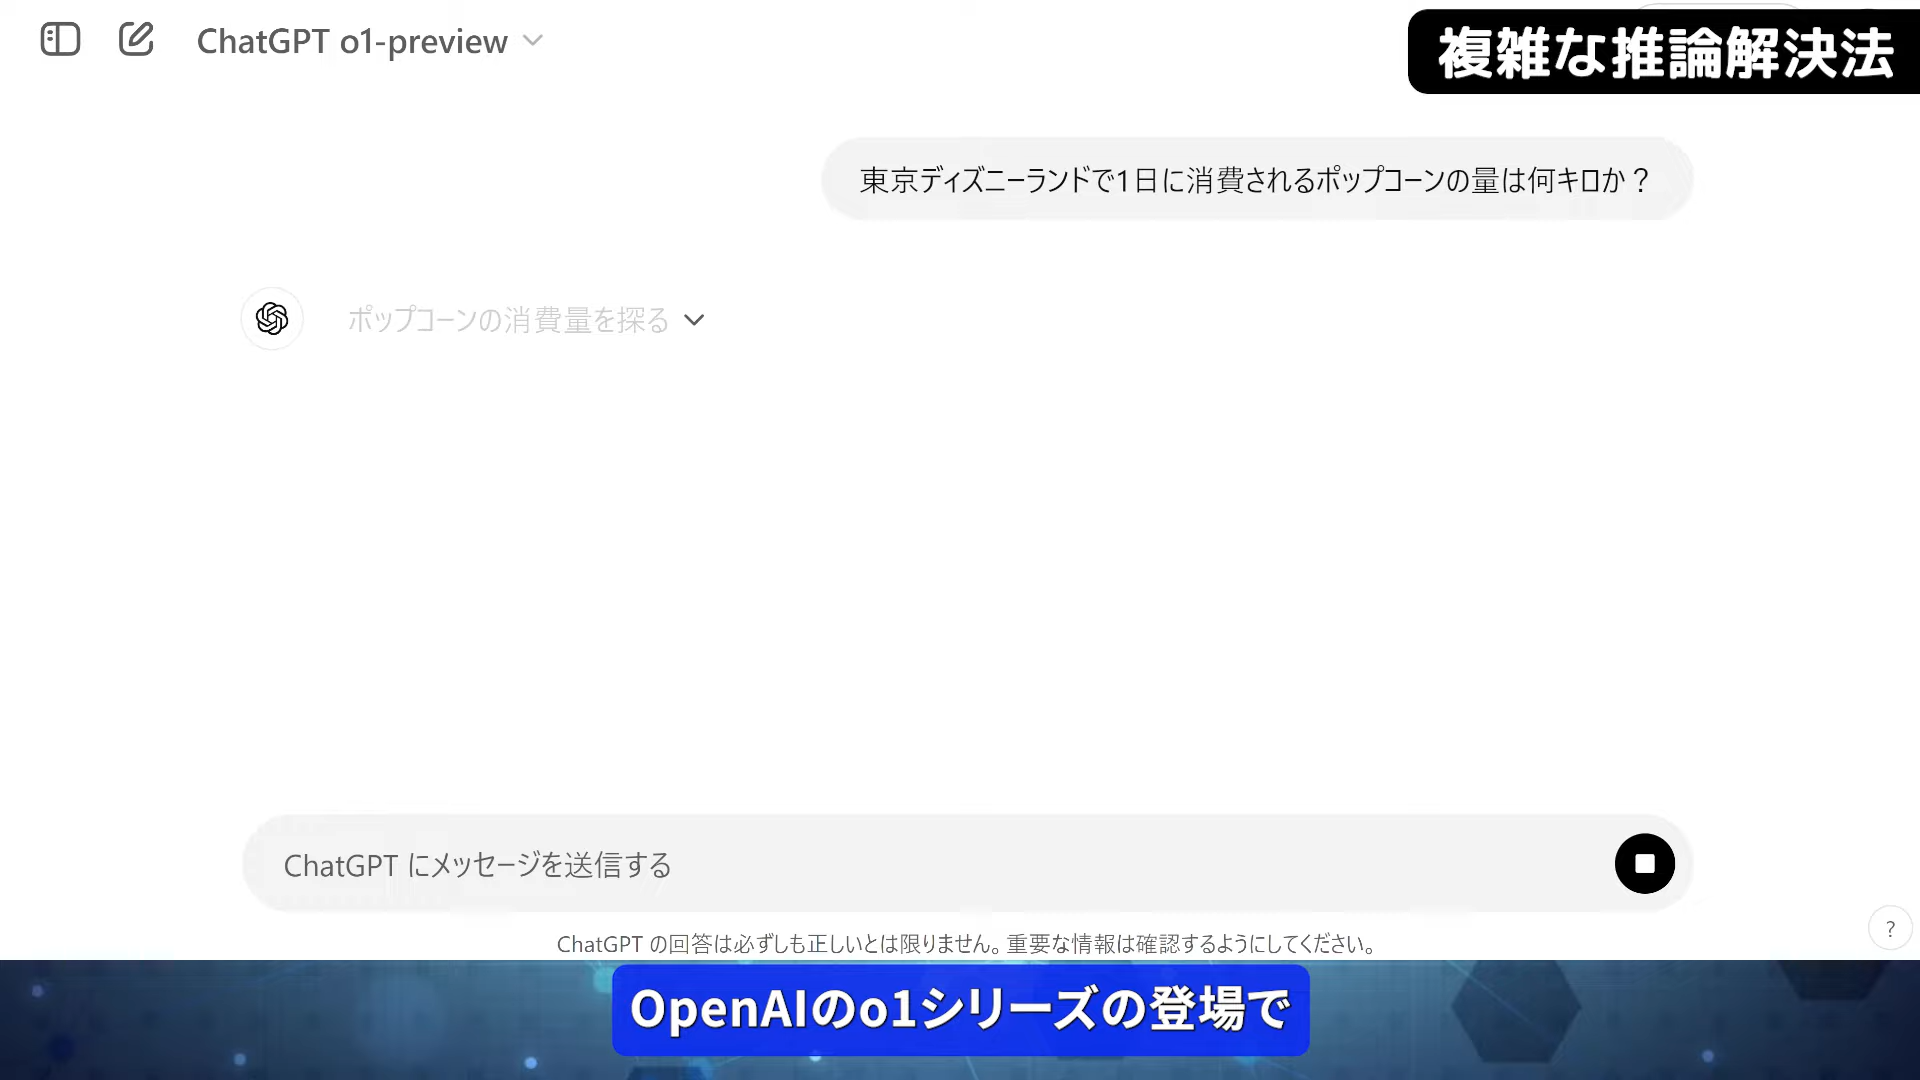 ChatGPT o1-preview
複雑な推論解決法
東京ディズニーランドで1日に消費されるポップコーンの量は何キロか？
ポップコーンの消費量を探る
ChatGPT にメッセージを送信する
?
ChatGPT の回答は必ずしも正しいとは限りません。重要な情報は確認するようにしてください。
OpenAIのo1シリーズの登場で